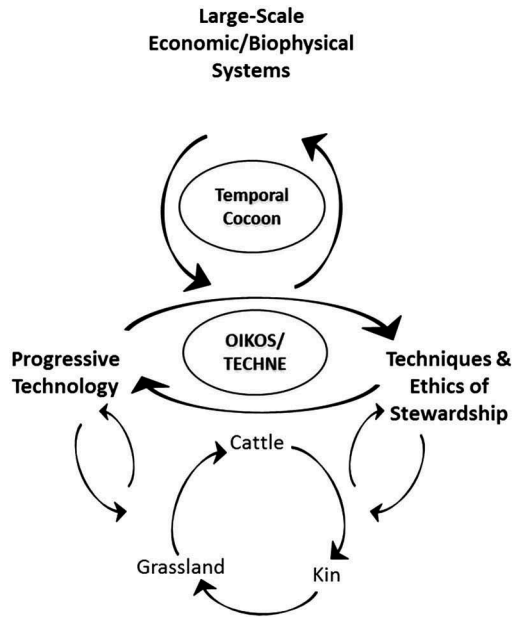 Large-Scale
Economic/Biophysical
Systems
Temporal
Cocoon
OIKOS/
TECHNE
Progressive
Technology
Techniques &
Ethics of
Stewardship
Cattle
Grassland
Kin